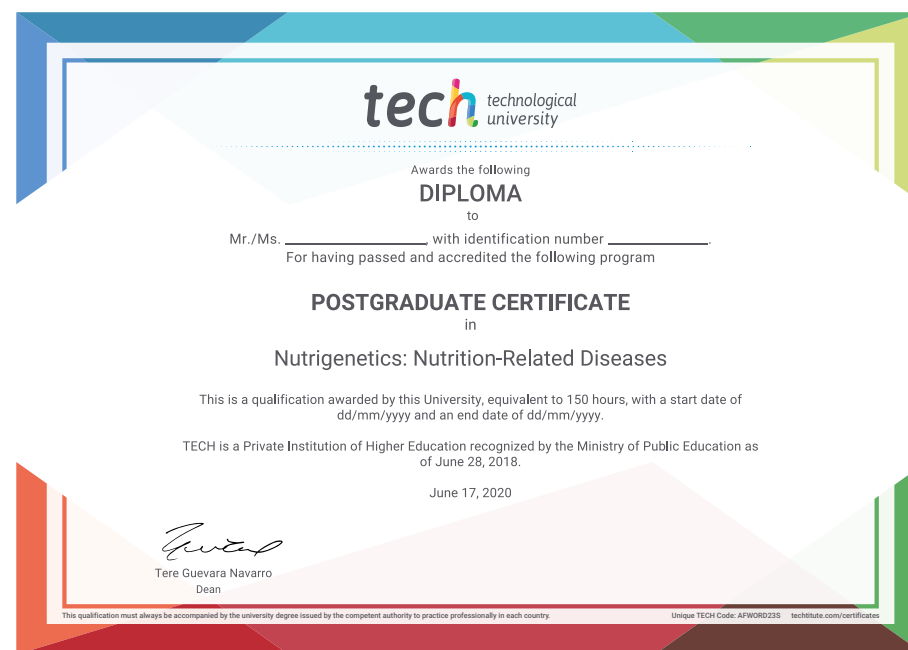 tech technological
university
Awards the following
DIPLOMA
to
Mr./Ms. ____________, with identification number ____________.
For having passed and accredited the following program
POSTGRADUATE CERTIFICATE
in
Nutrigenetics: Nutrition-Related Diseases
This is a qualification awarded by this University, equivalent to 150 hours, with a start date of
dd/mm/yyyy and an end date of dd/mm/yyyy.
TECH is a Private Institution of Higher Education recognized by the Ministry of Public Education as
of June 28, 2018.
June 17, 2020
Tere Guevara Navarro
Dean
This qualification must always be accompanied by the university degree issued by the competent authority to practice professionally in each country. Unique TECH Code: AFWORD23S techtitute.com/certificates